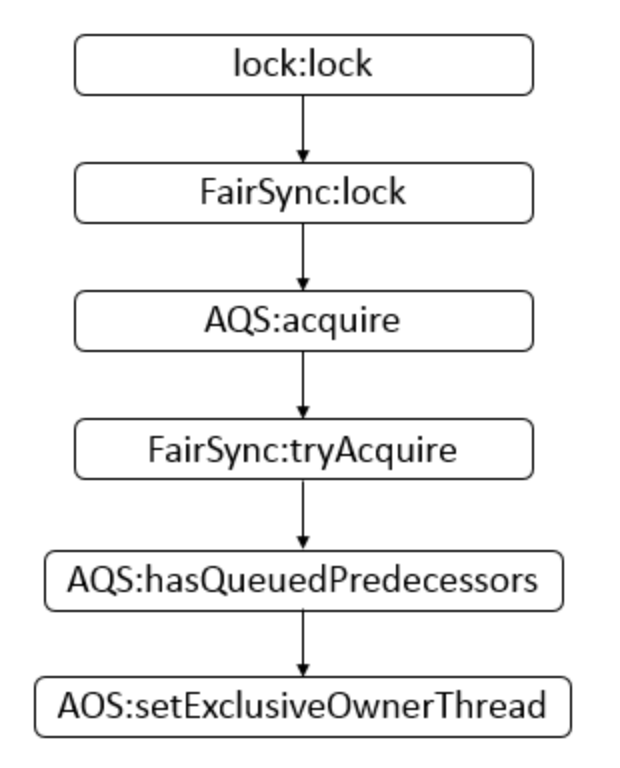 lock:lock
FairSync:lock
AQS:acquire
FairSync:tryAcquire
AQS:hasQueuedPredecessors
AOS:setExclusiveOwnerThread